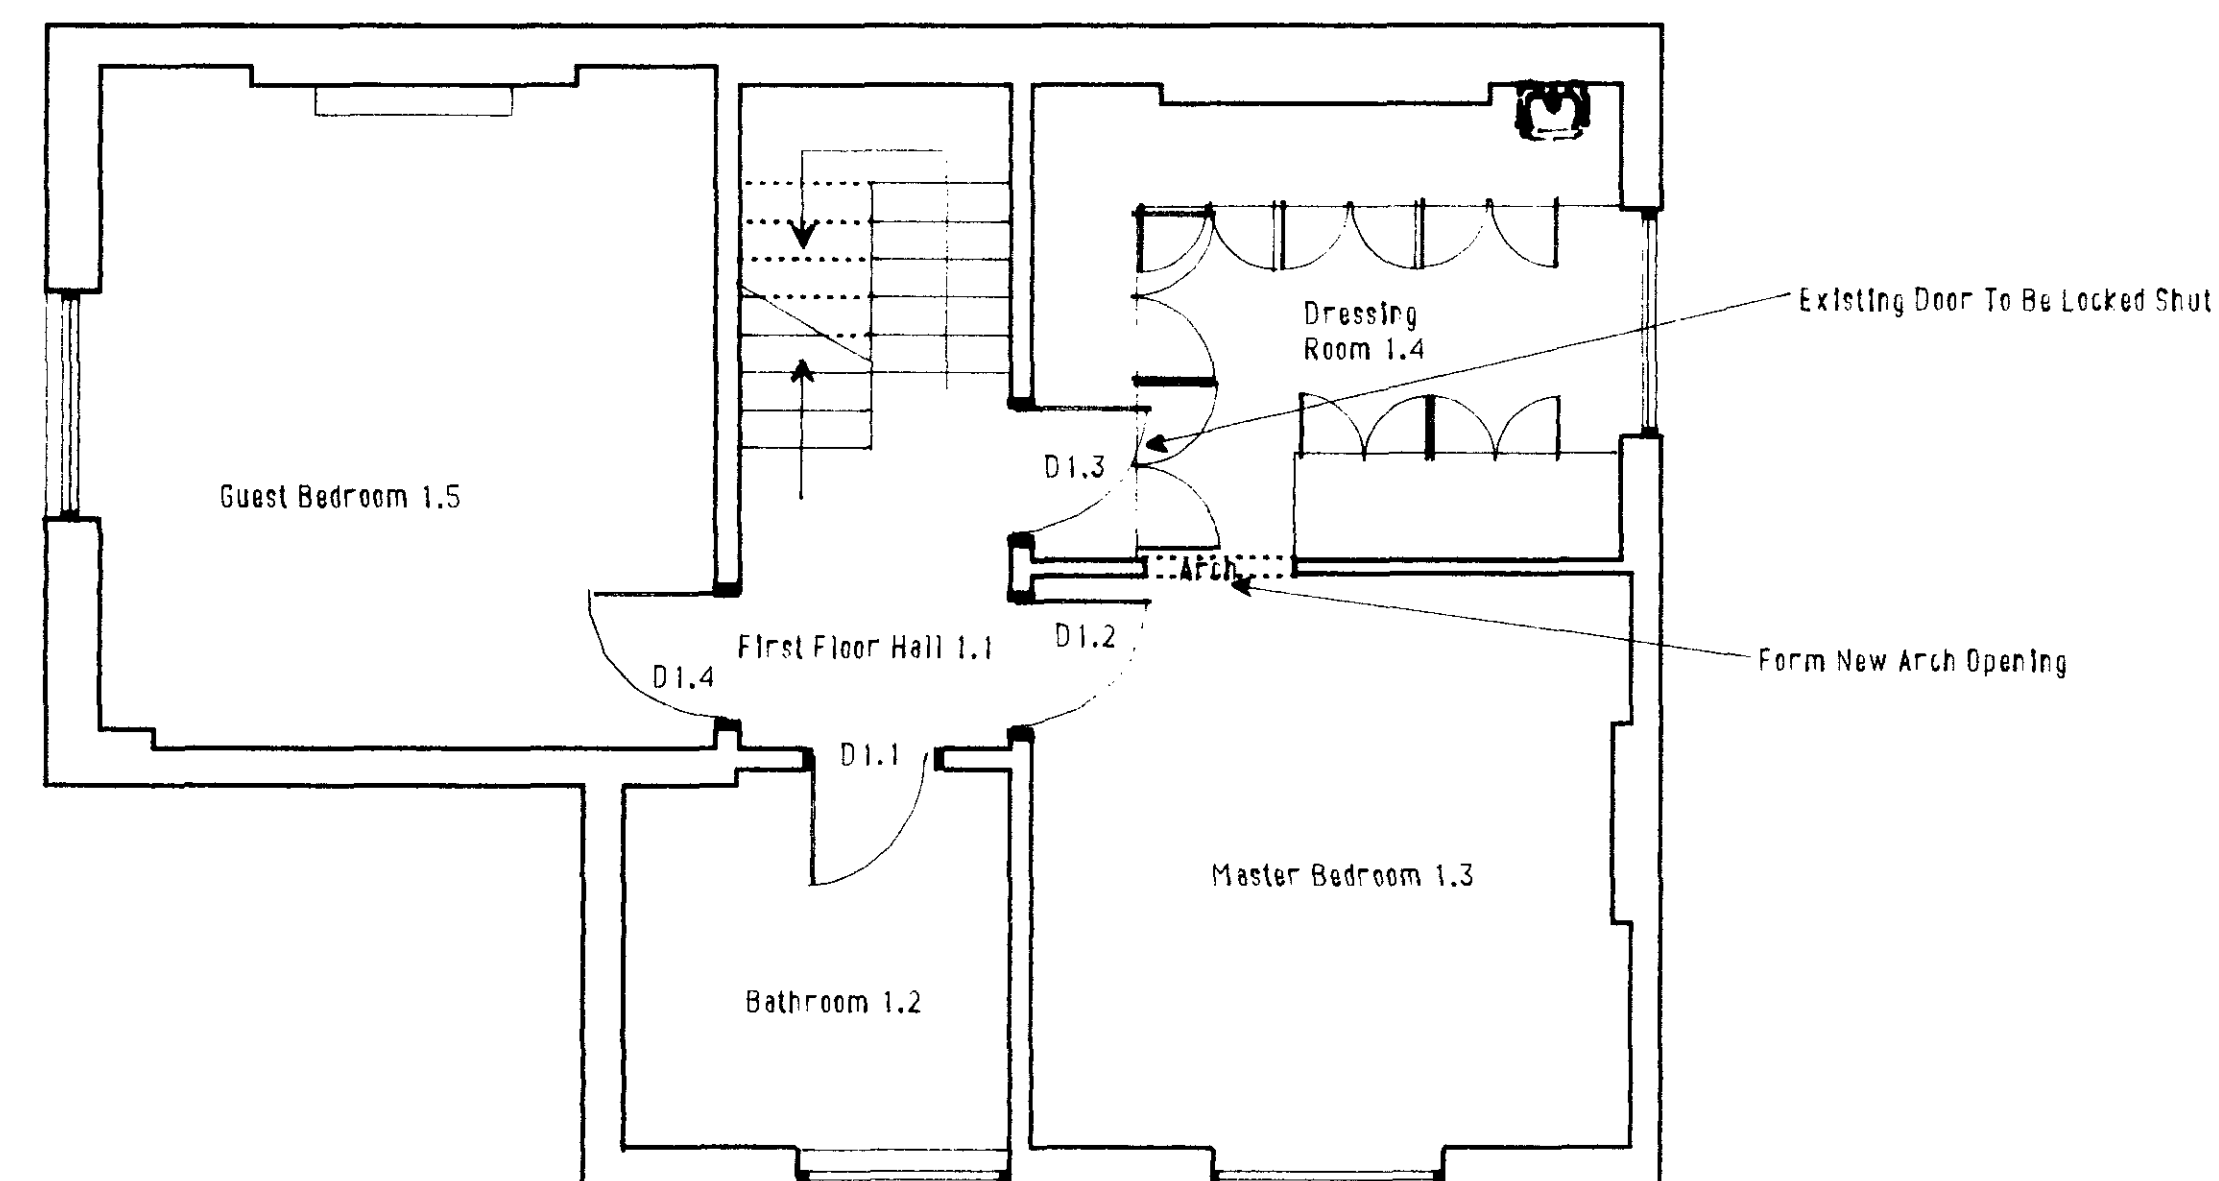 Dressing
Room 1.4
Existing Door To Be Locked Shut
D1.3
Guest Bedroom 1.5
Arch
First Floor Hall 1.1
D1.2
D1.4
Form New Arch Opening
D1.1
Master Bedroom 1.3
Bathroom 1.2